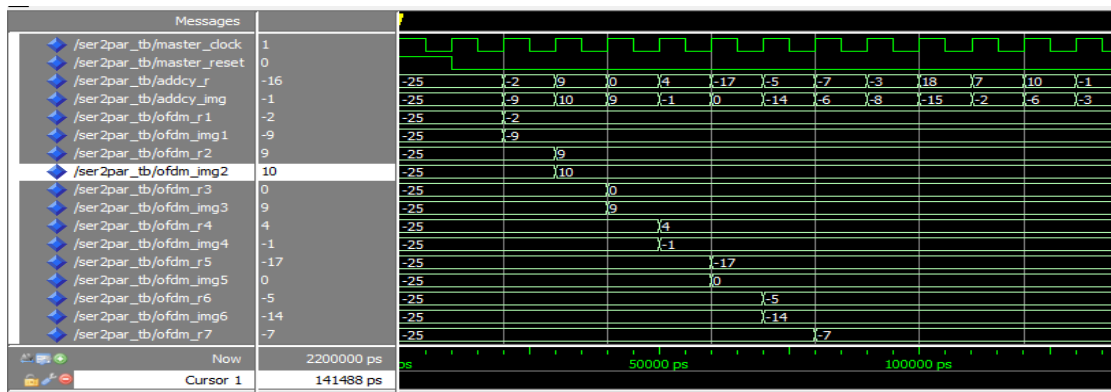 Messages
/ser2par_tb/master_clock 1
/ser2par_tb/master_reset 0
/ser2par_tb/addcy_r -16 -25 -2 9 0 4 -17 -5 -7 -3 18 7 10 -1
/ser2par_tb/addcy_img -1 -25 -9 10 9 -1 0 -14 -6 -8 -15 -2 -6 -3
/ser2par_tb/ofdm_r1 -2 -25 -2
/ser2par_tb/ofdm_img1 -9 -25 -9
/ser2par_tb/ofdm_r2 9 -25 9
/ser2par_tb/ofdm_img2 10 -25 10
/ser2par_tb/ofdm_r3 0 -25 0
/ser2par_tb/ofdm_img3 9 -25 9
/ser2par_tb/ofdm_r4 4 -25 4
/ser2par_tb/ofdm_img4 -1 -25 -1
/ser2par_tb/ofdm_r5 -17 -25 -17
/ser2par_tb/ofdm_img5 0 -25 0
/ser2par_tb/ofdm_r6 -5 -25 -5
/ser2par_tb/ofdm_img6 -14 -25 -14
/ser2par_tb/ofdm_r7 -7 -25 -7
Now 2200000 ps ps 50000 ps 100000 ps
Cursor 1 141488 ps